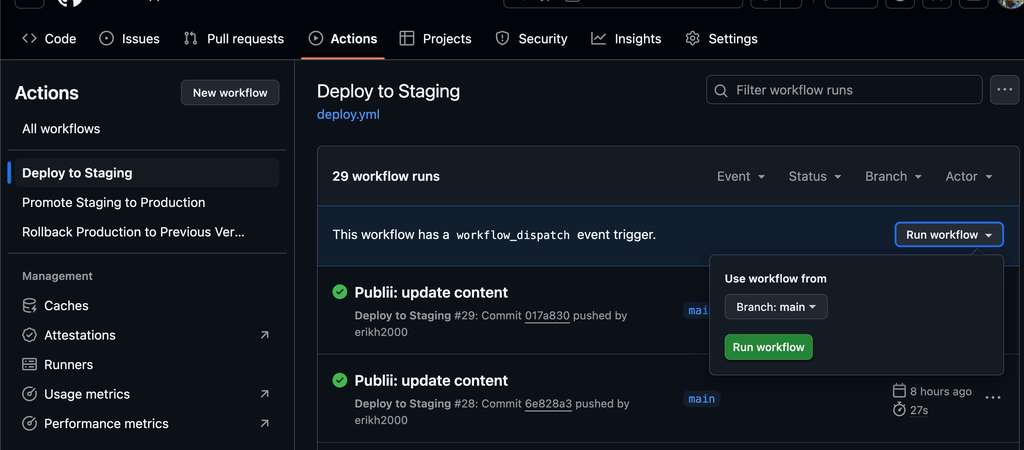 Code
Issues
Pull requests
Actions
Projects
Security
Insights
Settings
Actions
New workflow
All workflows
Deploy to Staging
Promote Staging to Production
Rollback Production to Previous Ver...
Management
Caches
Attestations
Runners
Usage metrics
Performance metrics
Deploy to Staging
deploy.yml
Filter workflow runs
29 workflow runs
Event
Status
Branch
Actor
This workflow has a workflow_dispatch event trigger.
Run workflow
Use workflow from
Branch: main
Run workflow
Publii: update content
Deploy to Staging #29: Commit 017a830 pushed by
erikh2000
Publii: update content
Deploy to Staging #28: Commit 6e828a3 pushed by
erikh2000
main
8 hours ago
27s